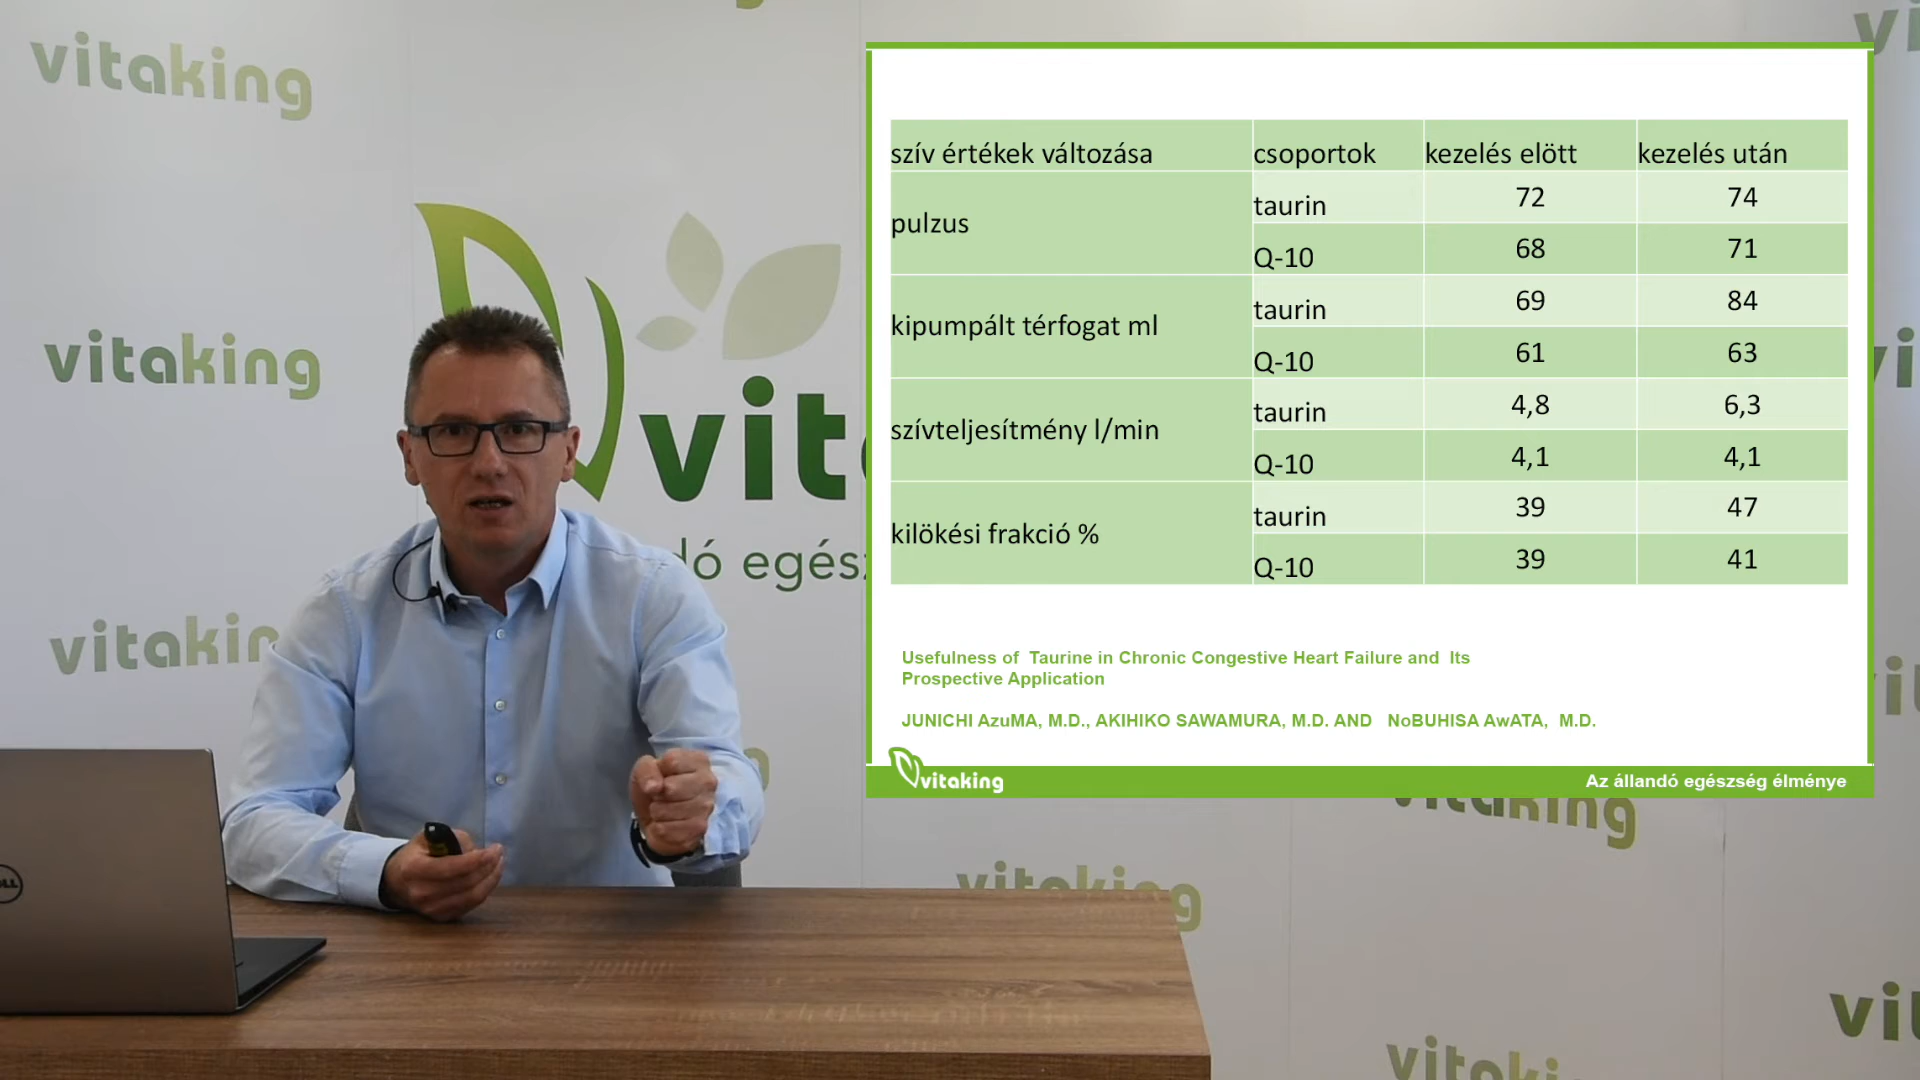 vitaking
vitaking
vitakin
vit
dó egész
szív értékek változása csoportok kezelés elött kezelés után
pulzus taurin 72 74
Q-10 68 71
kipumpált térfogat ml taurin 69 84
Q-10 61 63
szívteljesítmény l/min taurin 4,8 6,3
Q-10 4,1 4,1
kilökési frakció % taurin 39 47
Q-10 39 41
Usefulness of Taurine in Chronic Congestive Heart Failure and Its
Prospective Application
JUNICHI AzuMA, M.D., AKIHIKO SAWAMURA, M.D. AND NoBUHISA AwATA, M.D.
vitaking
Az állandó egészség élménye
vitaking
vitaking